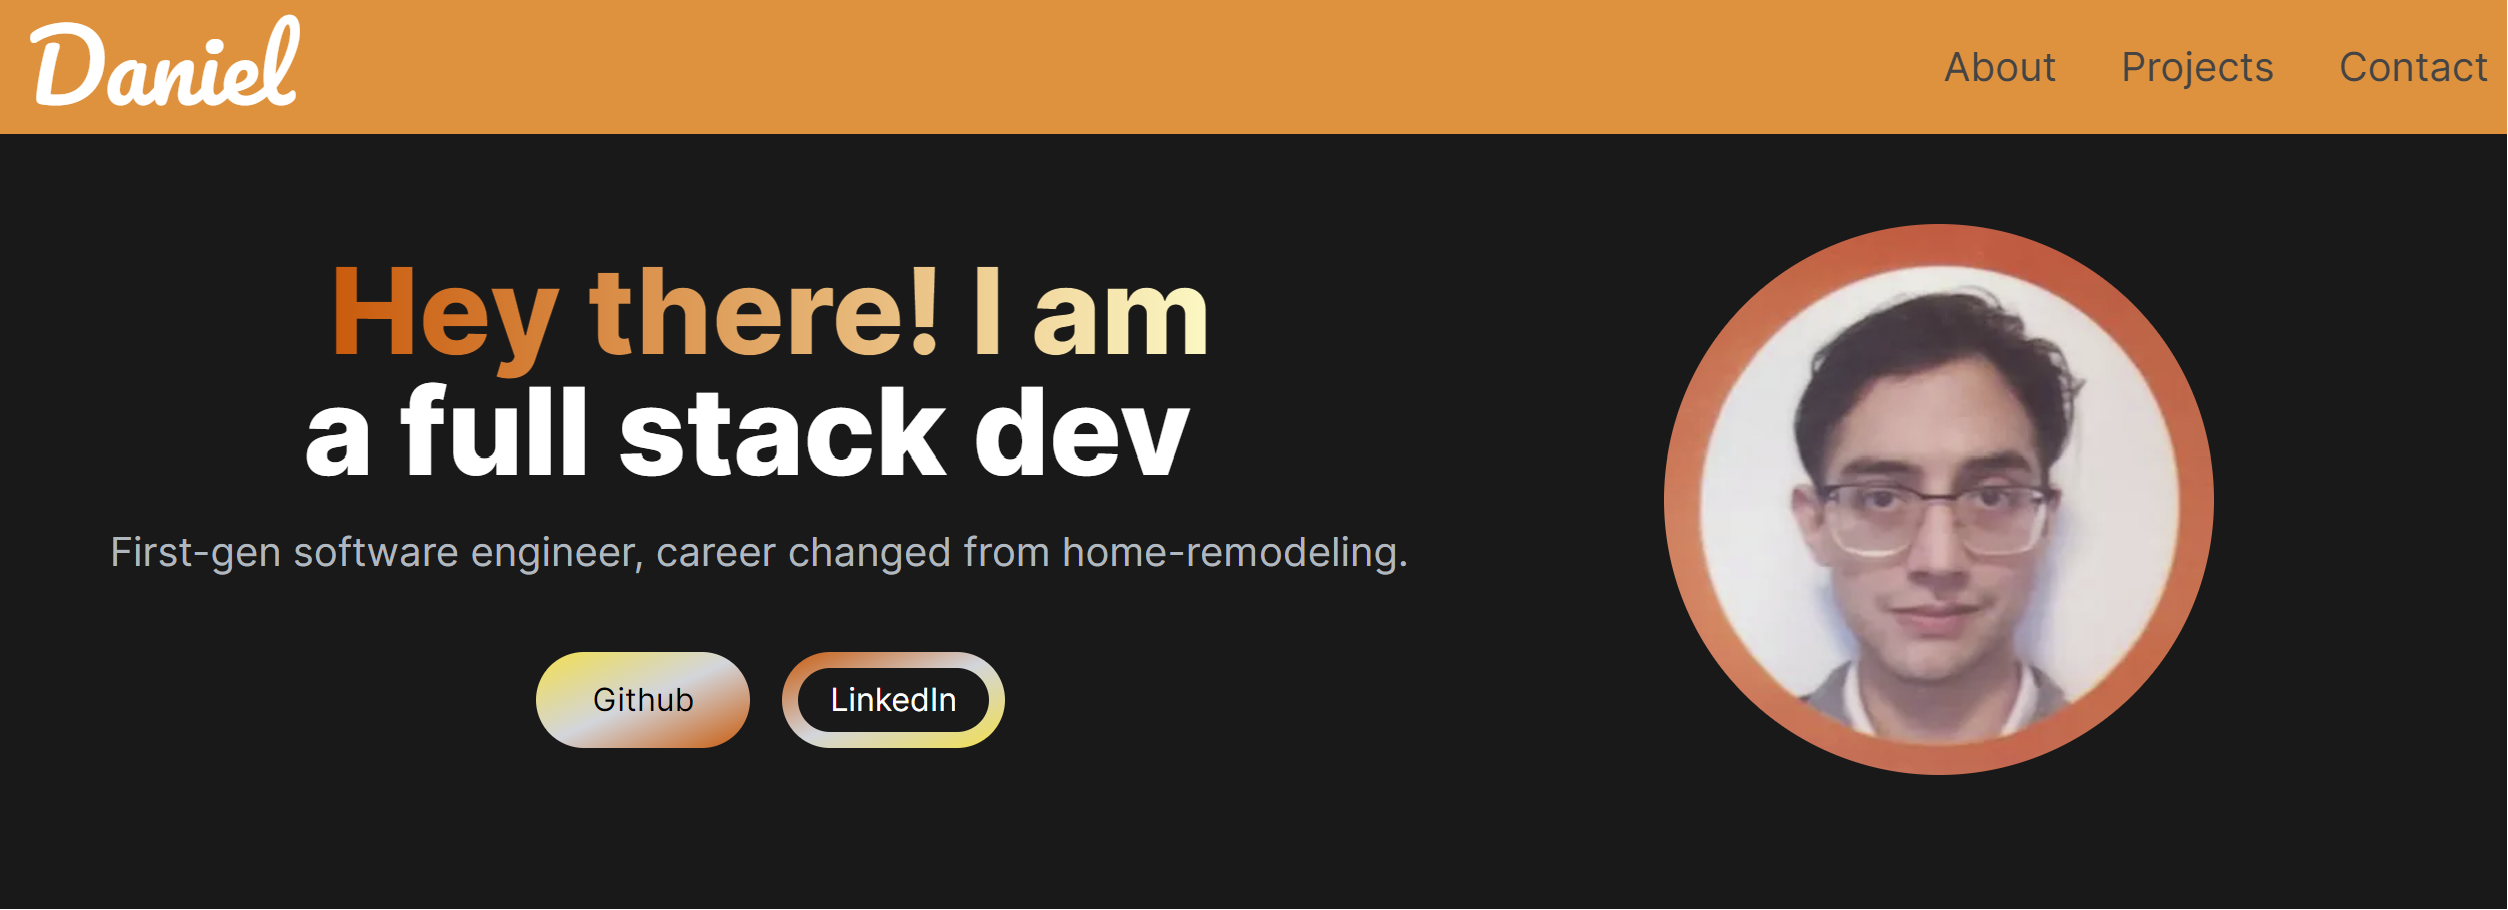 Daniel
About Projects Contact
Hey there! I am
a full stack dev
First-gen software engineer, career changed from home-remodeling.
Github LinkedIn